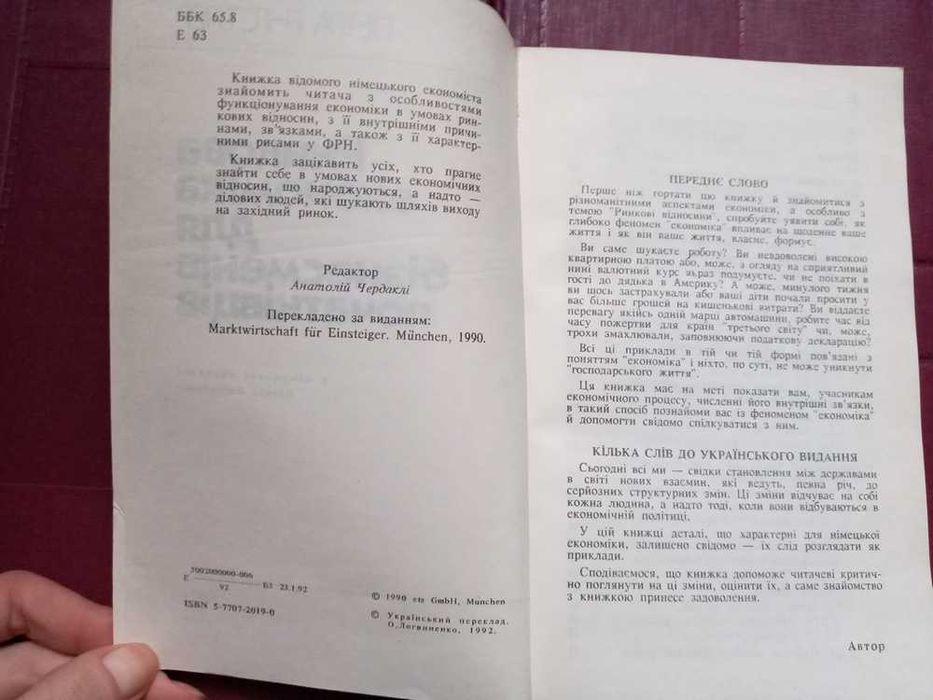 ББК 65.8
Е 63
Книжка відомого німецького економіста
знайомить читача з особливостями
функціонування економіки в умовах рин-
кових відносин, з її внутрішніми причи-
нами, зв'язками, а також з її характер-
ними рисами у ФРН.
Книжка зацікавить усіх, хто прагне
знайти себе в умовах нових економічних
відносин, що народжуються, а надто —
ділових людей, які шукають шляхів виходу
на західний ринок.
Редактор
Анатолій Чердаклі
Перекладено за виданням:
Marktwirtschaft für Einsteiger. München, 1990.
Е 3002000000-006
92
БЗ 23.1.92
ISBN 5-7707-2019-0
© 1990 ets GmbH, Munchen
© Український переклад.
О.Логвиненко, 1992.
ПЕРЕДНЄ СЛОВО
Перше ніж гортати цю книжку й знайомитися з
різноманітними аспектами економіки, а особливо з
темою "Ринкові відносини", спробуйте уявити собі, як
глибоко феномен "економіка" впливає на щоденне ваше
життя і як він ваше життя, власне, формує.
Ви саме шукаєте роботу? Ви невдоволені високою
квартирною платою або, може, з огляду на сприятливий
нині валютний курс якраз подумуєте, чи не поїхати в
гості до дядька в Америку? А може, минулого тижня
ви щось застрахували або ваші діти почали просити у
вас більше грошей на кишенькові витрати? Ви віддаєте
перевагу якійсь одній марці автомашини, робите час від
часу пожертви для країн "третього світу" чи, може,
трохи змахлювали, заповнюючи податкову декларацію?
Всі ці приклади в тій чи тій формі пов'язані з
поняттям "економіка" і ніхто, по суті, не може уникнути
"господарського життя".
Ця книжка має на меті показати вам, учасникам
економічного процесу, численні його внутрішні зв'язки,
в такий спосіб познайоми вас із феноменом "економіка"
й допомогти свідомо спілкуватися з ним.
КІЛЬКА СЛІВ ДО УКРАЇНСЬКОГО ВИДАННЯ
Сьогодні всі ми — свідки становлення між державами
в світі нових взаємин, які ведуть, певна річ, до
серйозних структурних змін. Ці зміни відчуває на собі
кожна людина, а надто тоді, коли вони відбуваються в
економічній політиці.
У цій книжці деталі, що характерні для німецької
економіки, залишено свідомо — їх слід розглядати як
приклади.
Сподіваємося, що книжка допоможе читачеві критич-
но поглянути на ці зміни, оцінити їх, а саме знайомство
з книжкою принесе задоволення.
Автор